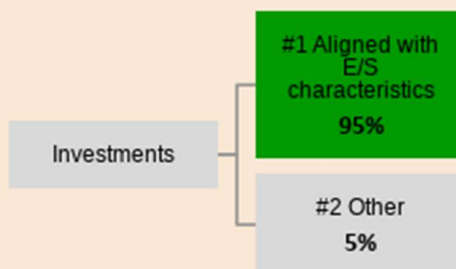 #1 Aligned with
E/S
characteristics
95%
Investments
#2 Other
5%